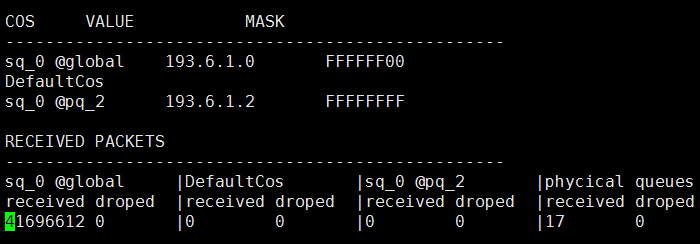 COS VALUE MASK
--------------------------------------------------
sq_0 @global 193.6.1.0 FFFFFF00
DefaultCos
sq_0 @pq_2 193.6.1.2 FFFFFFFF
RECEIVED PACKETS
--------------------------------------------------
sq_0 @global |DefaultCos |sq_0 @pq_2 |phycical queues
received droped |received droped |received droped |received droped
41696612 0 |0 0 |0 0 |17 0